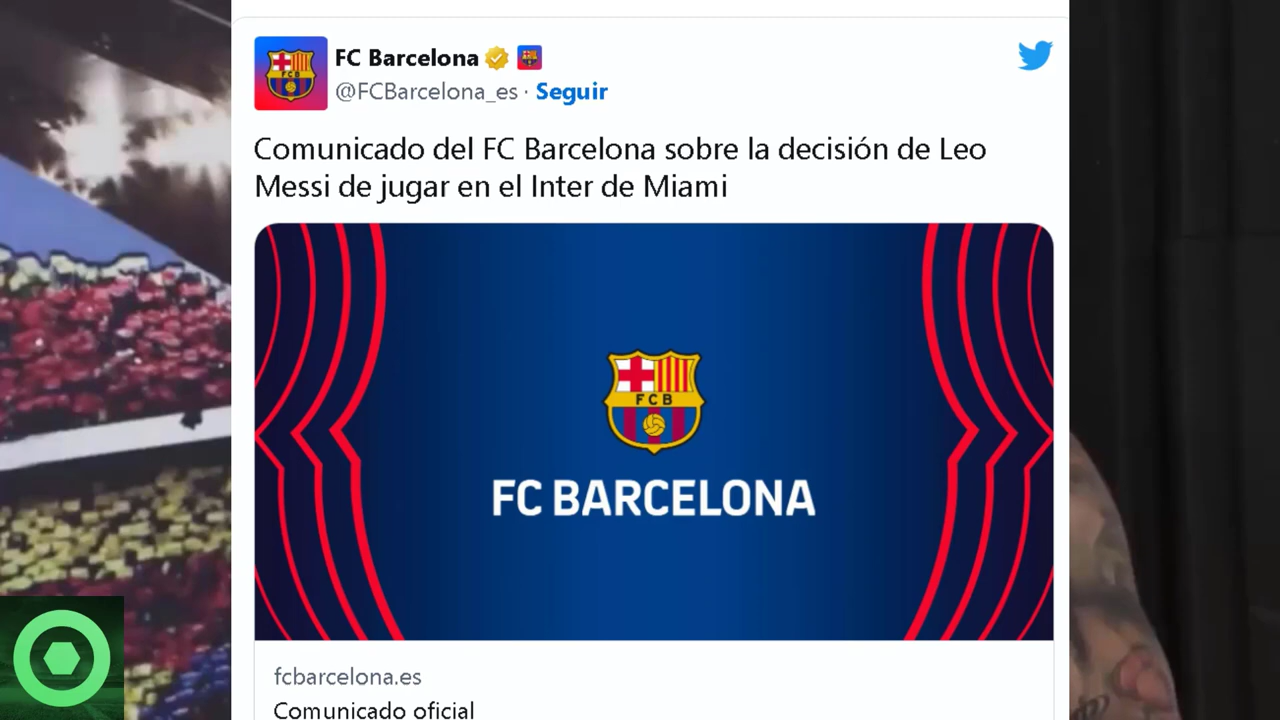 FC Barcelona
@FCBarcelona_es · Seguir
Comunicado del FC Barcelona sobre la decisión de Leo
Messi de jugar en el Inter de Miami
FCB
FC BARCELONA
fcbarcelona.es
Comunicado oficial